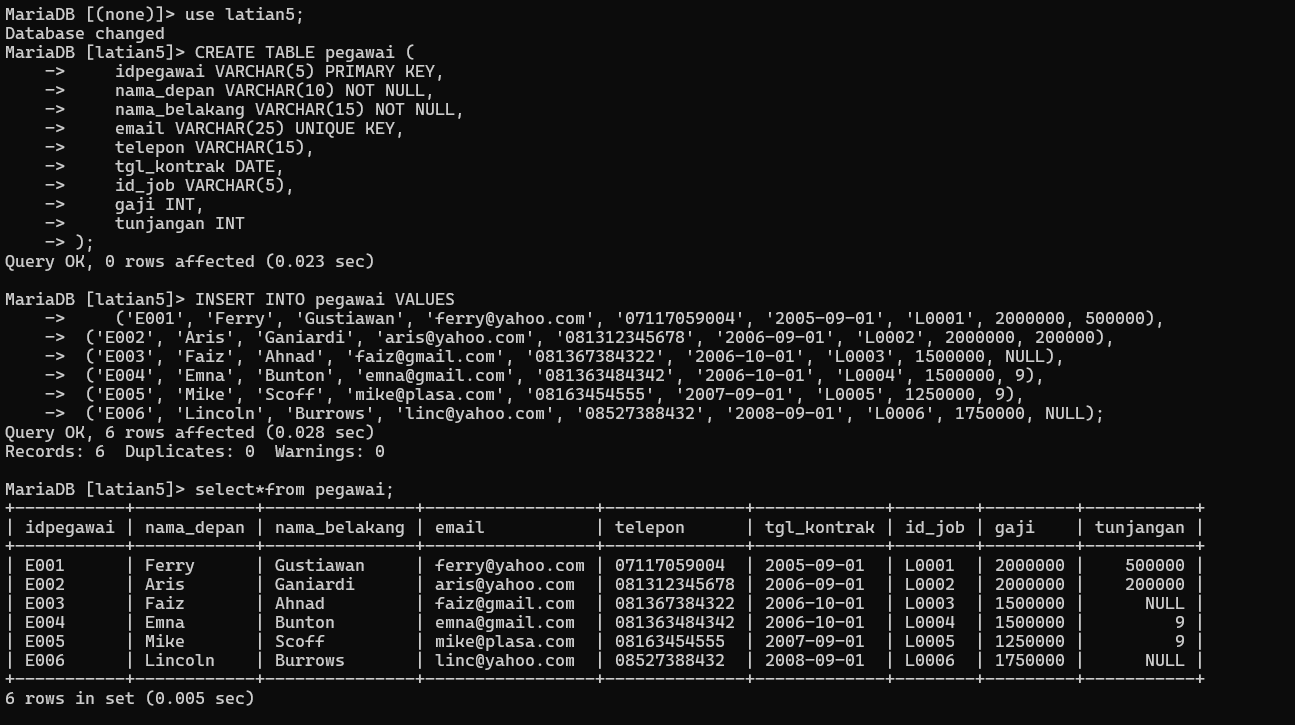 MariaDB [(none)]> use latian5;
Database changed
MariaDB [latian5]> CREATE TABLE pegawai (
    ->     idpegawai VARCHAR(5) PRIMARY KEY,
    ->     nama_depan VARCHAR(10) NOT NULL,
    ->     nama_belakang VARCHAR(15) NOT NULL,
    ->     email VARCHAR(25) UNIQUE KEY,
    ->     telepon VARCHAR(15),
    ->     tgl_kontrak DATE,
    ->     id_job VARCHAR(5),
    ->     gaji INT,
    ->     tunjangan INT
    -> );
Query OK, 0 rows affected (0.023 sec)

MariaDB [latian5]> INSERT INTO pegawai VALUES
    ->     ('E001', 'Ferry', 'Gustiawan', 'ferry@yahoo.com', '07117059004', '2005-09-01', 'L0001', 2000000, 500000),
    ->  ('E002', 'Aris', 'Ganiardi', 'aris@yahoo.com', '081312345678', '2006-09-01', 'L0002', 2000000, 200000),
    ->  ('E003', 'Faiz', 'Ahnad', 'faiz@gmail.com', '081367384322', '2006-10-01', 'L0003', 1500000, NULL),
    ->  ('E004', 'Emna', 'Bunton', 'emna@gmail.com', '081363484342', '2006-10-01', 'L0004', 1500000, 9),
    ->  ('E005', 'Mike', 'Scoff', 'mike@plasa.com', '08163454555', '2007-09-01', 'L0005', 1250000, 9),
    ->  ('E006', 'Lincoln', 'Burrows', 'linc@yahoo.com', '08527388432', '2008-09-01', 'L0006', 1750000, NULL);
Query OK, 6 rows affected (0.028 sec)
Records: 6  Duplicates: 0  Warnings: 0

MariaDB [latian5]> select*from pegawai;
+-----------+------------+---------------+-----------------+--------------+-------------+--------+---------+-----------+
| idpegawai | nama_depan | nama_belakang | email           | telepon      | tgl_kontrak | id_job | gaji    | tunjangan |
+-----------+------------+---------------+-----------------+--------------+-------------+--------+---------+-----------+
| E001      | Ferry      | Gustiawan     | ferry@yahoo.com | 07117059004  | 2005-09-01  | L0001  | 2000000 |    500000 |
| E002      | Aris       | Ganiardi      | aris@yahoo.com  | 081312345678 | 2006-09-01  | L0002  | 2000000 |    200000 |
| E003      | Faiz       | Ahnad         | faiz@gmail.com  | 081367384322 | 2006-10-01  | L0003  | 1500000 |      NULL |
| E004      | Emna       | Bunton        | emna@gmail.com  | 081363484342 | 2006-10-01  | L0004  | 1500000 |         9 |
| E005      | Mike       | Scoff         | mike@plasa.com  | 08163454555  | 2007-09-01  | L0005  | 1250000 |         9 |
| E006      | Lincoln    | Burrows       | linc@yahoo.com  | 08527388432  | 2008-09-01  | L0006  | 1750000 |      NULL |
+-----------+------------+---------------+-----------------+--------------+-------------+--------+---------+-----------+
6 rows in set (0.005 sec)